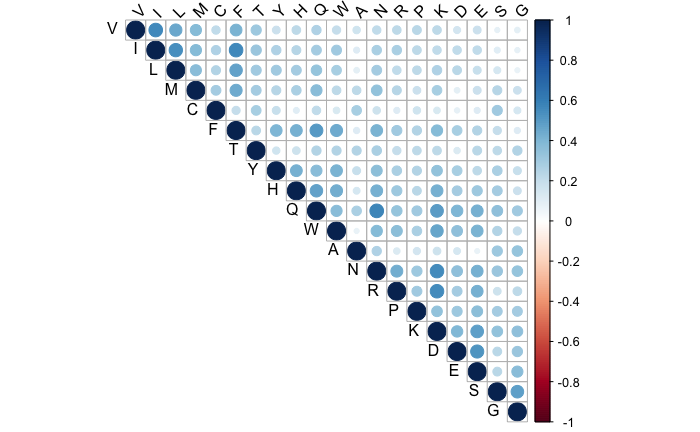 V I L M C F T Y H Q W A N R P K D E S G
V
I
L
M
C
F
T
Y
H
Q
W
A
N
R
P
K
D
E
S
G
1
0.8
0.6
0.4
0.2
0
-0.2
-0.4
-0.6
-0.8
-1